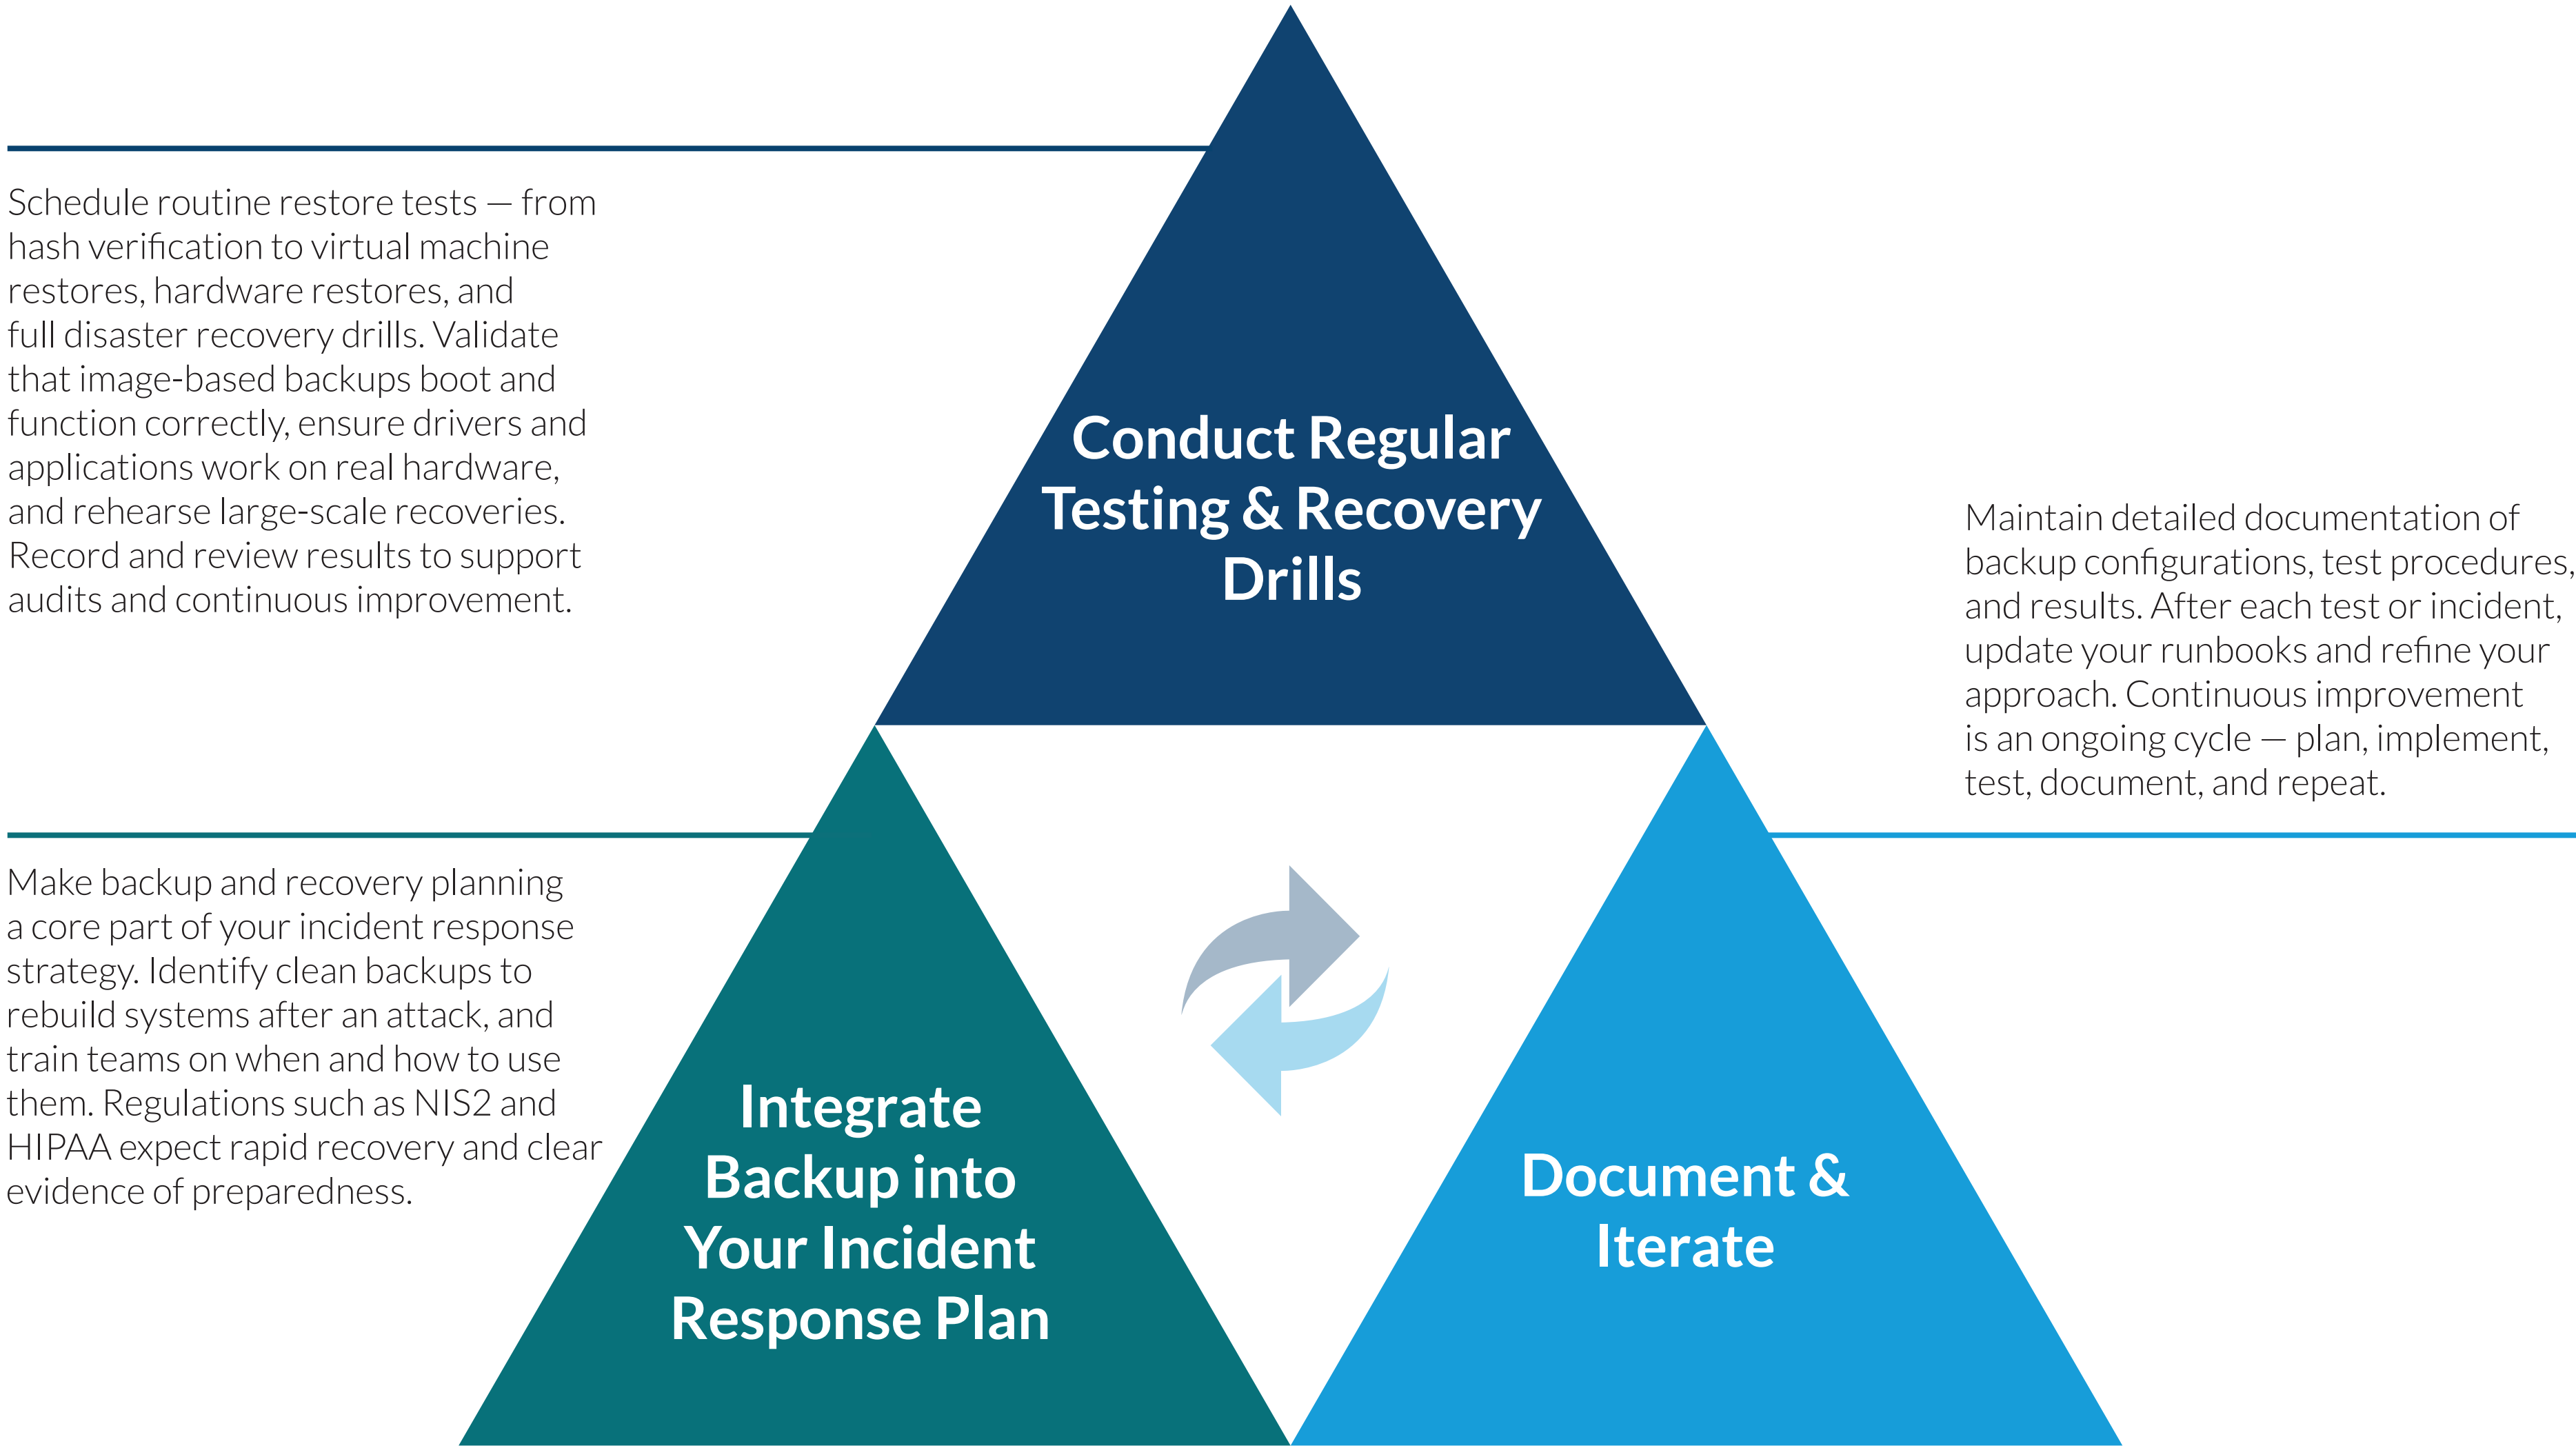 Schedule routine restore tests — from
hash verification to virtual machine
restores, hardware restores, and
full disaster recovery drills. Validate
that image-based backups boot and
function correctly, ensure drivers and
applications work on real hardware,
and rehearse large-scale recoveries.
Record and review results to support
audits and continuous improvement.
Conduct Regular
Testing & Recovery
Drills
Maintain detailed documentation of
backup configurations, test procedures,
and results. After each test or incident,
update your runbooks and refine your
approach. Continuous improvement
is an ongoing cycle — plan, implement,
test, document, and repeat.
Make backup and recovery planning
a core part of your incident response
strategy. Identify clean backups to
rebuild systems after an attack, and
train teams on when and how to use
them. Regulations such as NIS2 and
HIPAA expect rapid recovery and clear
evidence of preparedness.
Integrate
Backup into
Your Incident
Response Plan
Document &
Iterate